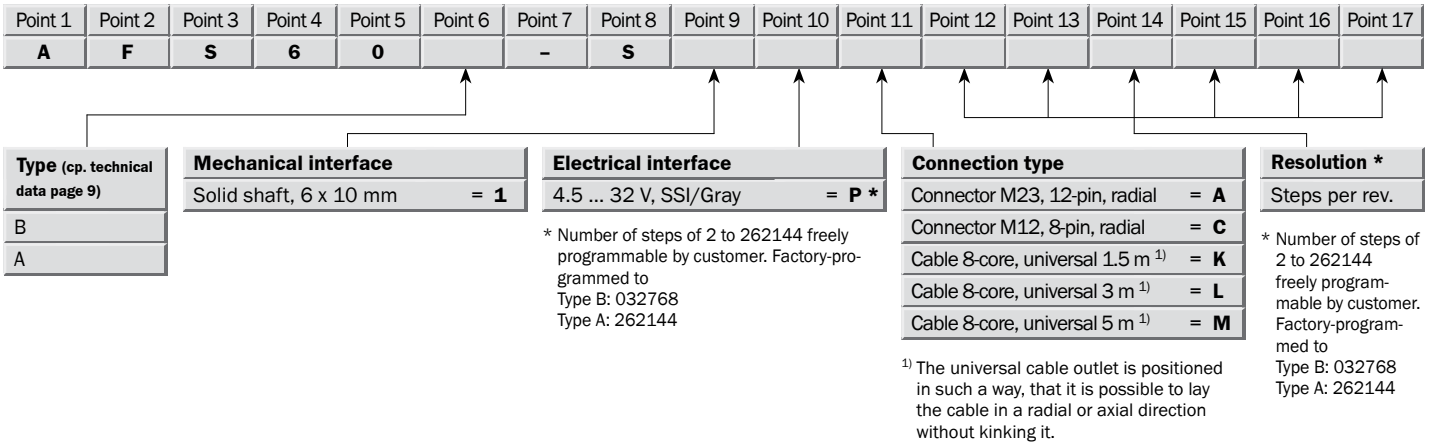 Point 1 Point 2 Point 3 Point 4 Point 5 Point 6 Point 7 Point 8 Point 9 Point 10 Point 11 Point 12 Point 13 Point 14 Point 15 Point 16 Point 17
A F S 6 0 – S
Type (cp. technical
data page 9)
B
A
Mechanical interface
Solid shaft, 6 x 10 mm = 1
Electrical interface
4.5 ... 32 V, SSI/Gray = P *
* Number of steps of 2 to 262144 freely
programmable by customer. Factory-pro-
grammed to
Type B: 032768
Type A: 262144
Connection type
Connector M23, 12-pin, radial = A
Connector M12, 8-pin, radial = C
Cable 8-core, universal 1.5 m 1) = K
Cable 8-core, universal 3 m 1) = L
Cable 8-core, universal 5 m 1) = M
1) The universal cable outlet is positioned
in such a way, that it is possible to lay
the cable in a radial or axial direction
without kinking it.
Resolution *
Steps per rev.
* Number of steps of
2 to 262144
freely program-
mable by customer.
Factory-program-
med to
Type B: 032768
Type A: 262144